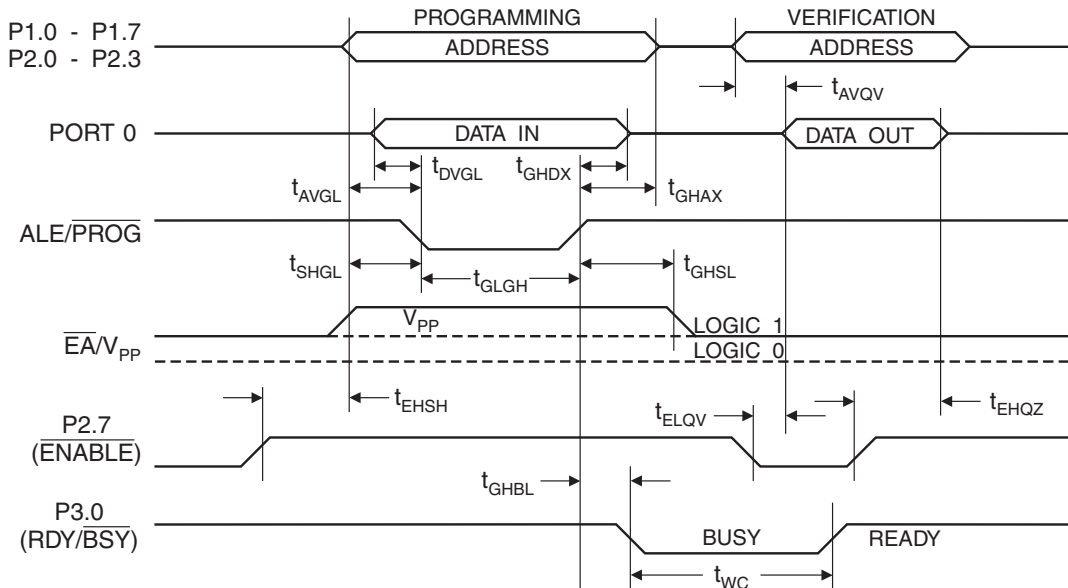 PROGRAMMING VERIFICATION
P1.0 - P1.7
P2.0 - P2.3
ADDRESS ADDRESS
tAVQV
PORT 0 DATA IN DATA OUT
tDVGL tGHDX
tAVGL tGHAX
ALE/PROG
tSHGL tGLGH tGHSL
VPP
LOGIC 1
EA/VPP
LOGIC 0
tEHSH tELQV tEHQZ
P2.7
(ENABLE)
tGHBL
P3.0
(RDY/BSY) BUSY READY
tWC